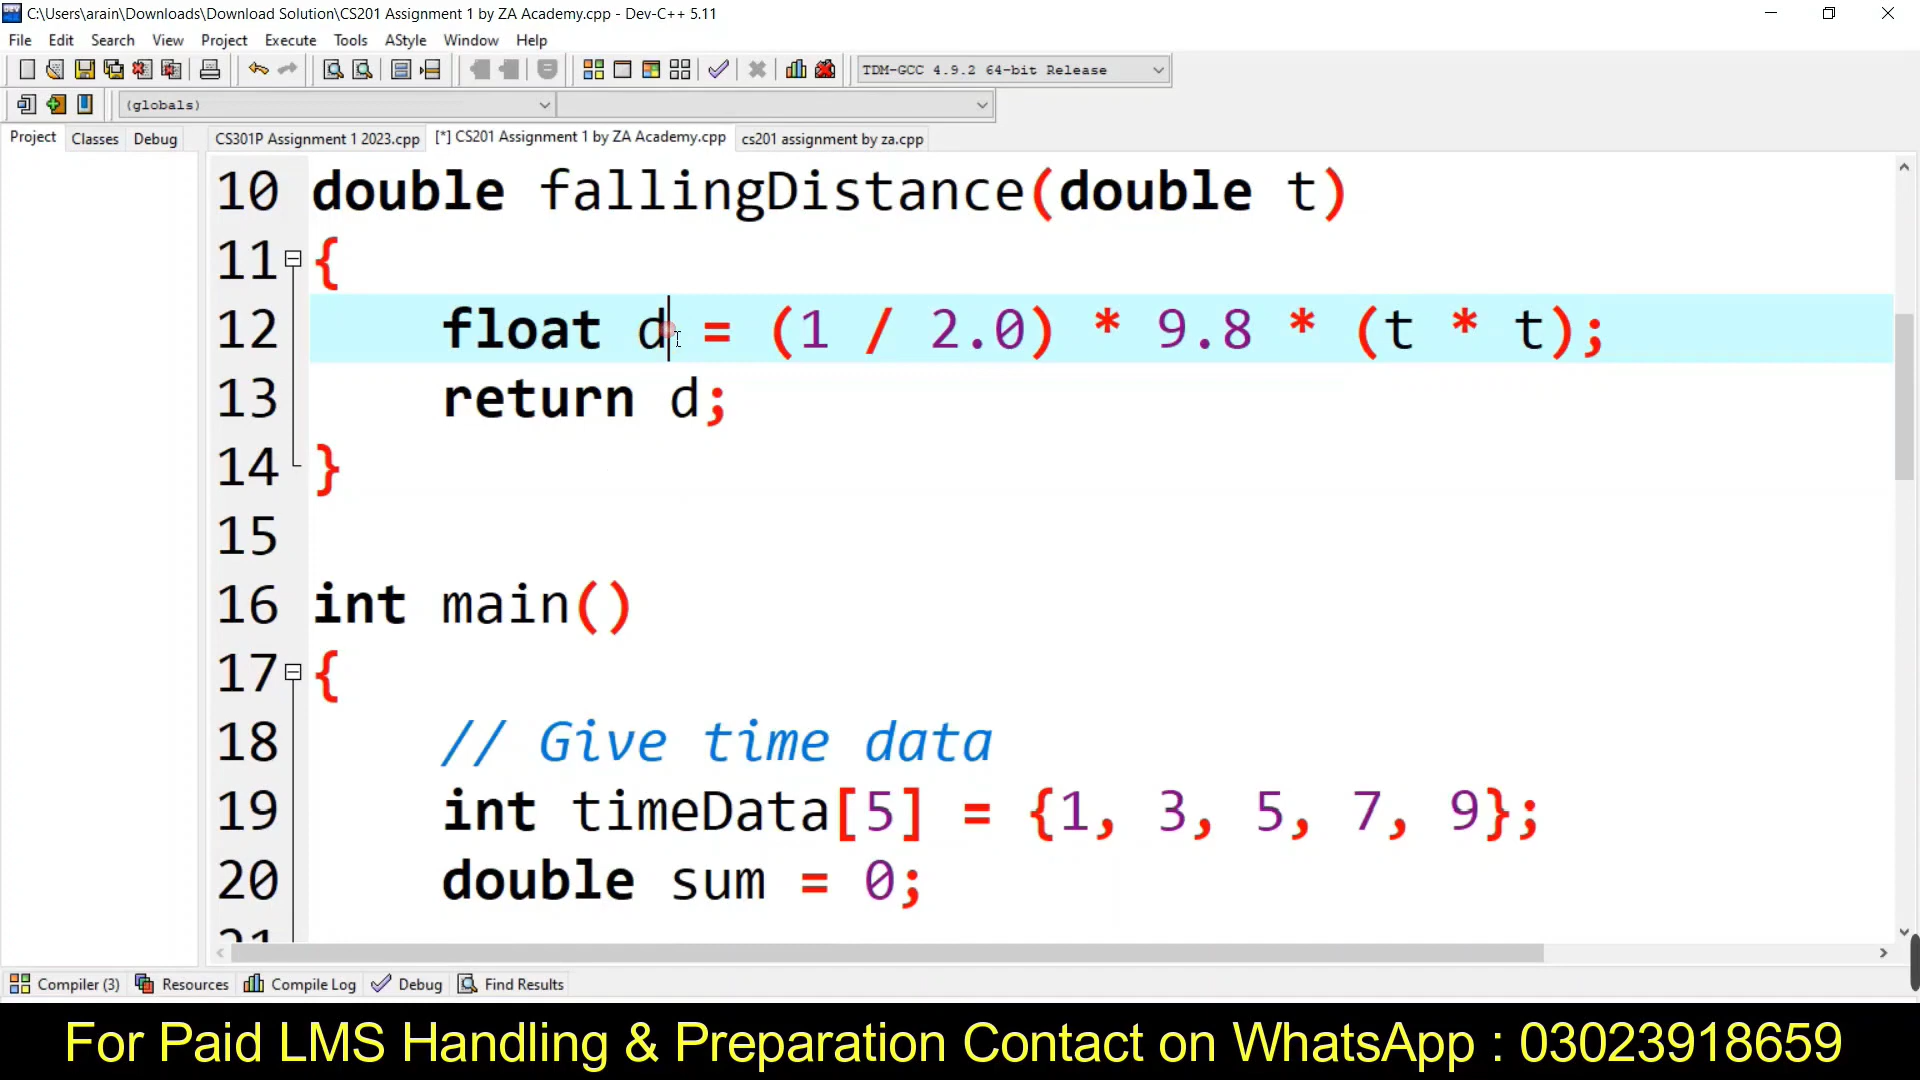 C:\Users\arain\Downloads\Download Solution\CS201 Assignment 1 by ZA Academy.cpp - Dev-C++ 5.11
File Edit Search View Project Execute Tools AStyle Window Help
TDM-GCC 4.9.2 64-bit Release
(globals)
Project Classes Debug CS301P Assignment 1 2023.cpp [*] CS201 Assignment 1 by ZA Academy.cpp cs201 assignment by za.cpp
10 double fallingDistance(double t)
11 {
12 float d = (1 / 2.0) * 9.8 * (t * t);
13 return d;
14 }
15
16 int main()
17 {
18 // Give time data
19 int timeData[5] = {1, 3, 5, 7, 9};
20 double sum = 0;
21
Compiler (3) Resources Compile Log Debug Find Results
For Paid LMS Handling & Preparation Contact on WhatsApp : 03023918659